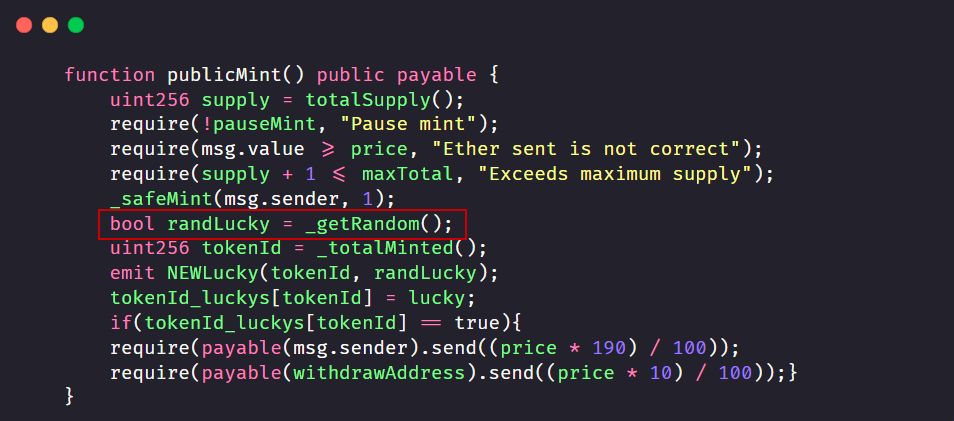 function publicMint() public payable {
uint256 supply = totalSupply();
require(!pauseMint, "Pause mint");
require(msg.value >= price, "Ether sent is not correct");
require(supply + 1 <= maxTotal, "Exceeds maximum supply");
_safeMint(msg.sender, 1);
bool randLucky = _getRandom();
uint256 tokenId = _totalMinted();
emit NEWLucky(tokenId, randLucky);
tokenId_luckys[tokenId] = lucky;
if(tokenId_luckys[tokenId] == true){
require(payable(msg.sender).send((price * 190) / 100));
require(payable(withdrawAddress).send((price * 10) / 100));}
}